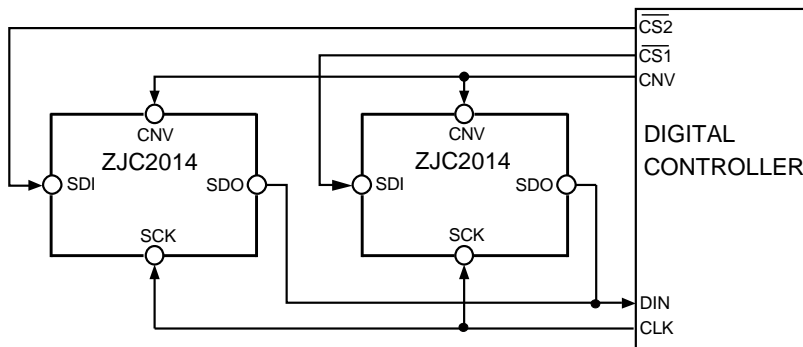 CS2
CS1
CNV
CNV
CNV
ZJC2014
ZJC2014
DIGITAL
CONTROLLER
SDI
SDO
SDI
SDO
SCK
SCK
DIN
CLK